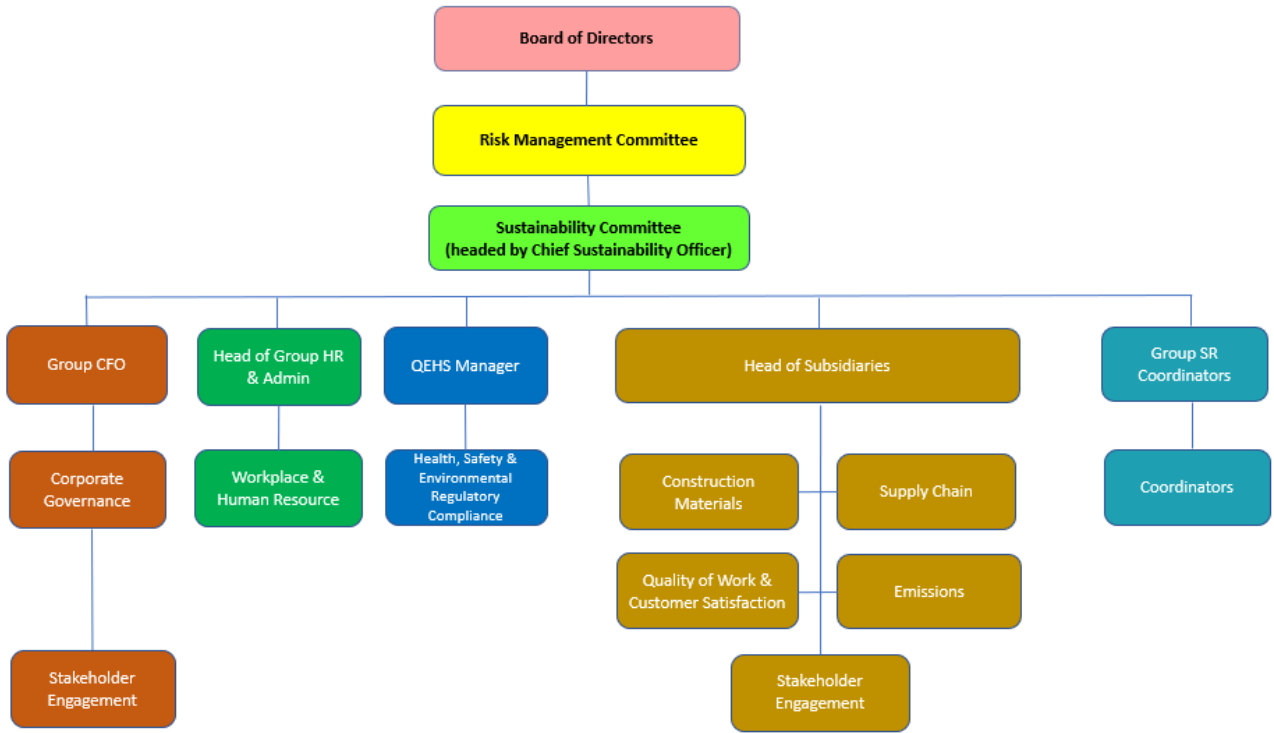 Board of Directors
Risk Management Committee
Sustainability Committee
(headed by Chief Sustainability Officer)
Group CFO
Head of Group HR
& Admin
QEHS Manager
Head of Subsidiaries
Group SR
Coordinators
Corporate
Governance
Workplace &
Human Resource
Health, Safety &
Environmental
Regulatory
Compliance
Construction
Materials
Supply Chain
Coordinators
Quality of Work &
Customer Satisfaction
Emissions
Stakeholder
Engagement
Stakeholder
Engagement